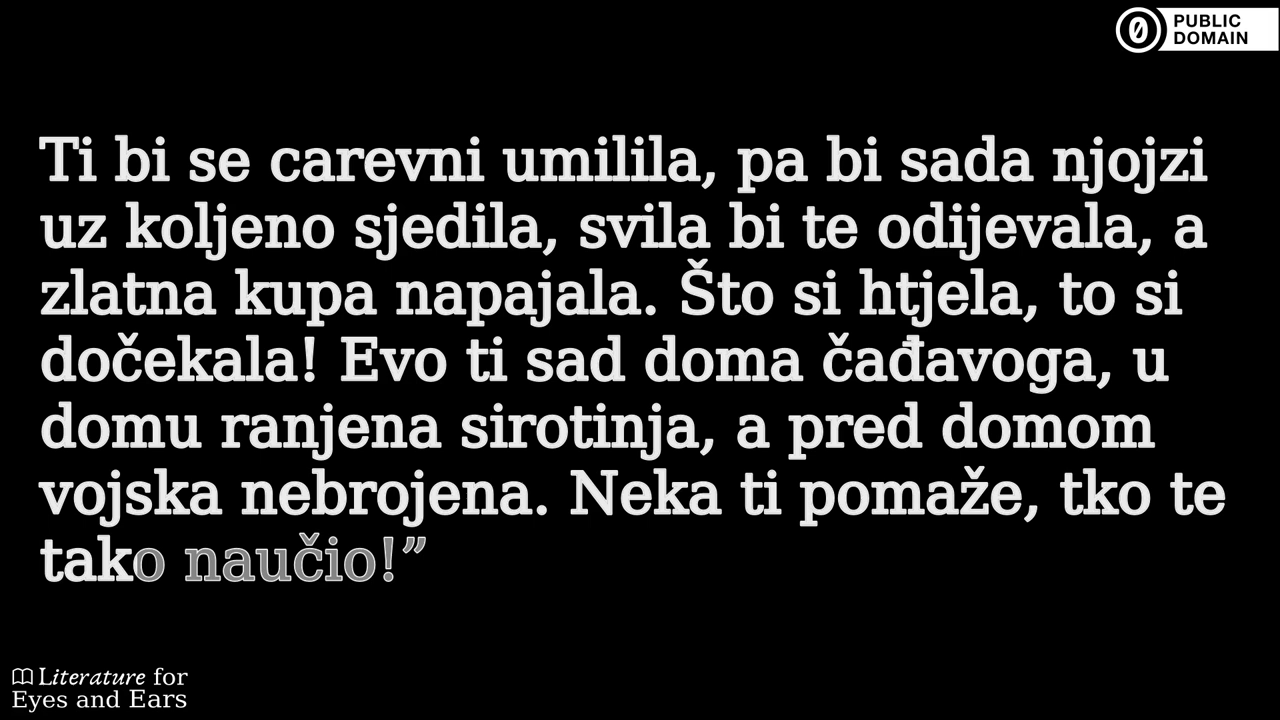 PUBLIC
DOMAIN
Ti bi se carevni umilila, pa bi sada njojzi
uz koljeno sjedila, svila bi te odijevala, a
zlatna kupa napajala. Što si htjela, to si
dočekala! Evo ti sad doma čađavoga, u
domu ranjena sirotinja, a pred domom
vojska nebrojena. Neka ti pomaže, tko te
tako naučio!”
Literature for
Eyes and Ears